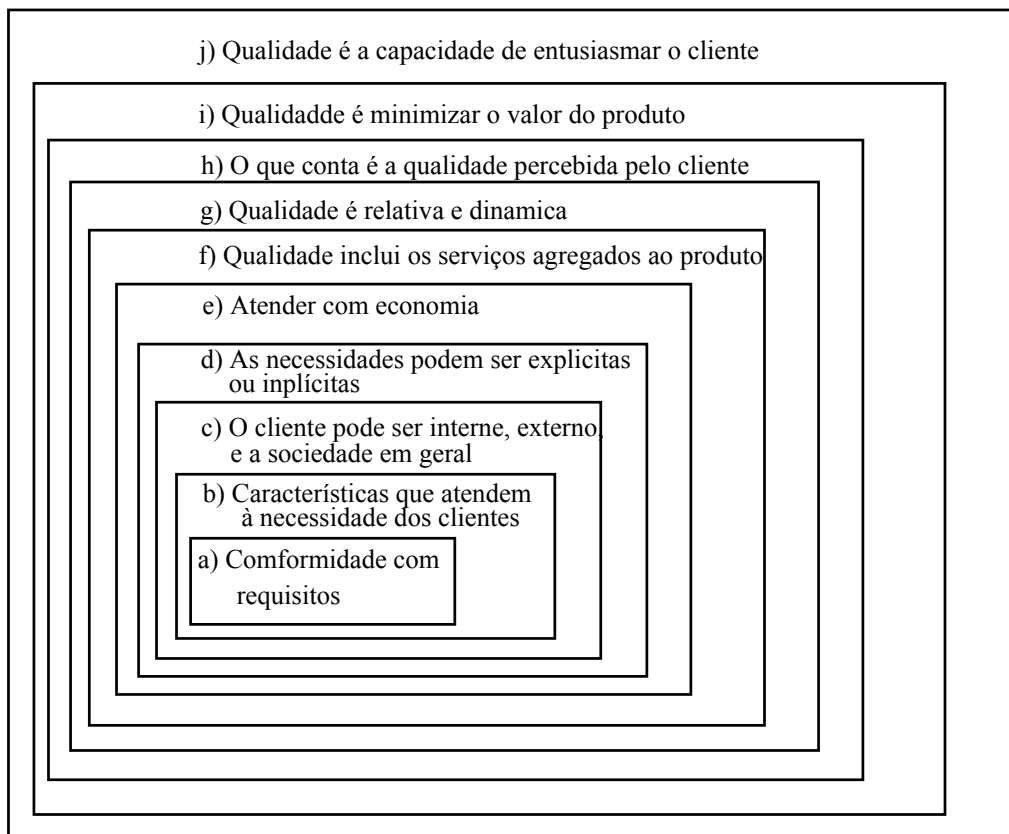 j) Qualidade é a capacidade de entusiasmar o cliente
i) Qualidadde é minimizar o valor do produto
h) O que conta é a qualidade percebida pelo cliente
g) Qualidade é relativa e dinamica
f) Qualidade inclui os serviços agregados ao produto
e) Atender com economia
d) As necessidades podem ser explicitas
ou inplícitas
c) O cliente pode ser interne, externo,
e a sociedade em geral
b) Características que atendem
à necessidade dos clientes
a) Comformidade com
requisitos